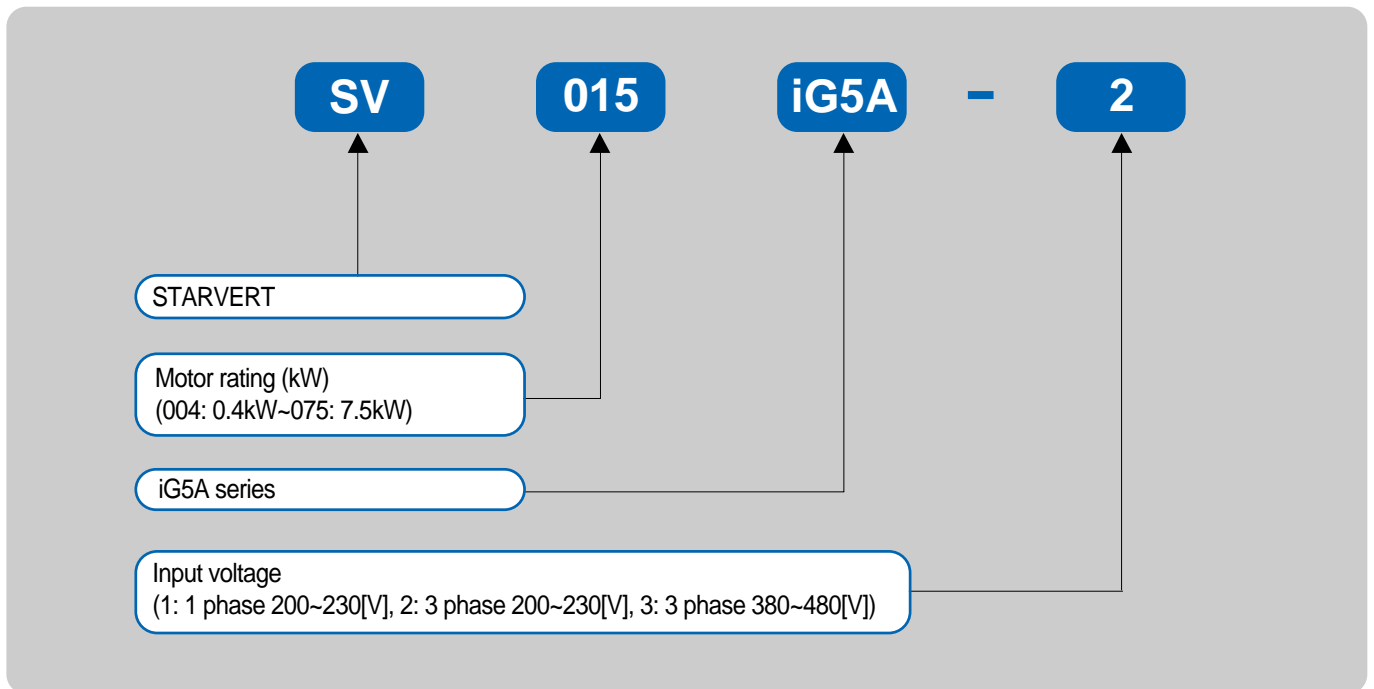 SV 015 iG5A - 2
STARVERT
Motor rating (kW)
(004: 0.4kW~075: 7.5kW)
iG5A series
Input voltage
(1: 1 phase 200~230[V], 2: 3 phase 200~230[V], 3: 3 phase 380~480[V])